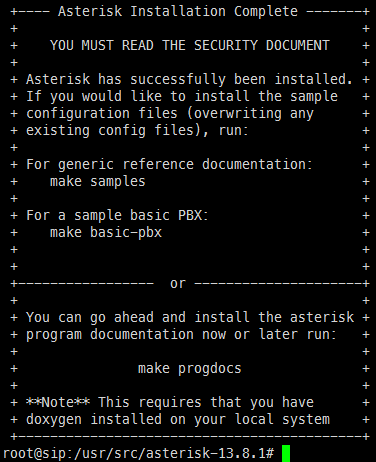 +---- Asterisk Installation Complete -------+
+                                           +
+    YOU MUST READ THE SECURITY DOCUMENT    +
+                                           +
+ Asterisk has successfully been installed. +
+ If you would like to install the sample   +
+ configuration files (overwriting any      +
+ existing config files), run:              +
+                                           +
+ For generic reference documentation:      +
+    make samples                           +
+                                           +
+ For a sample basic PBX:                   +
+    make basic-pbx                         +
+                                           +
+                                           +
+-----------------  or ---------------------+
+                                           +
+ You can go ahead and install the asterisk +
+ program documentation now or later run:   +
+                                           +
+              make progdocs                +
+                                           +
+ **Note** This requires that you have      +
+ doxygen installed on your local system    +
+-------------------------------------------+
root@sip:/usr/src/asterisk-13.8.1#